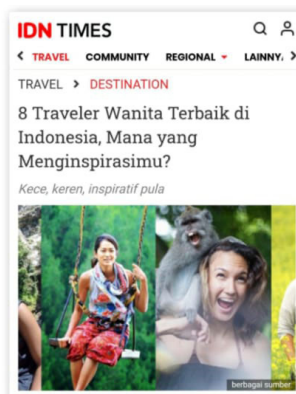 IDN TIMES
TRAVEL COMMUNITY REGIONAL LAINNY
TRAVEL > DESTINATION
8 Traveler Wanita Terbaik di
Indonesia, Mana yang
Menginspirasimu?
Kece, keren, inspiratif pula
berbagai sumber